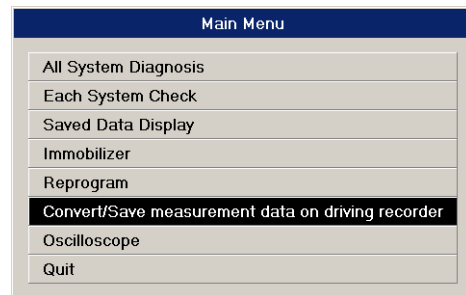 Main Menu
All System Diagnosis
Each System Check
Saved Data Display
Immobilizer
Reprogram
Convert/Save measurement data on driving recorder
Oscilloscope
Quit